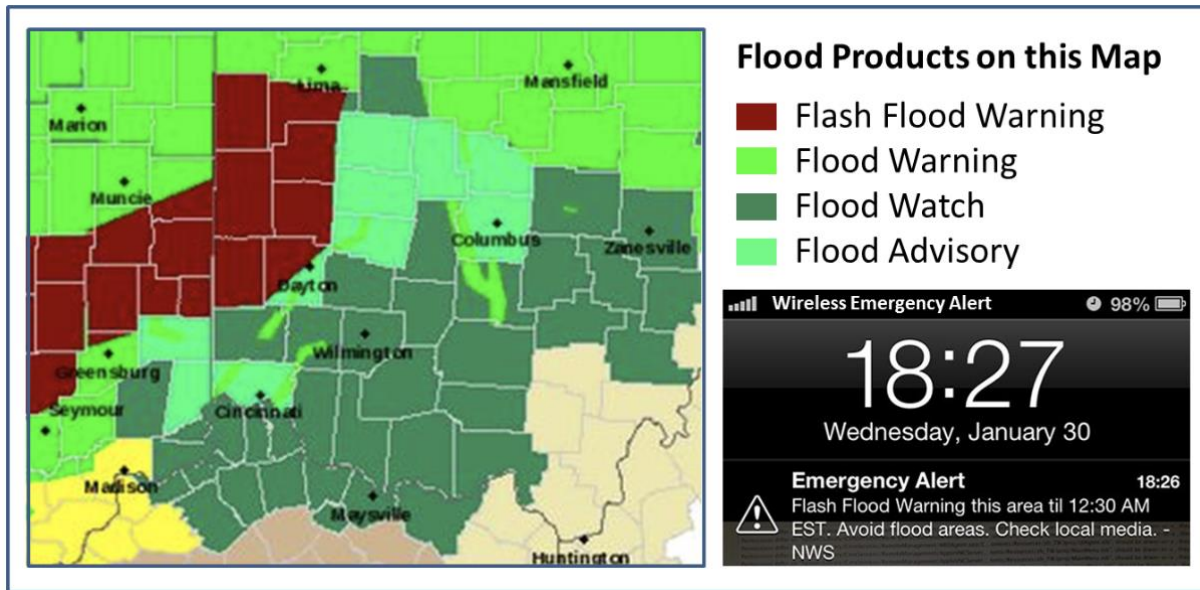 Lima
Mansfield
Marion
Muncie
Columbus
Zanesville
Dayton
Wilmington
Greensburg
Cincinnati
Seymour
Madison
Maysville
Huntington
Flood Products on this Map
Flash Flood Warning
Flood Warning
Flood Watch
Flood Advisory
Wireless Emergency Alert 98%
18:27
Wednesday, January 30
Emergency Alert 18:26
Flash Flood Warning this area til 12:30 AM
EST. Avoid flood areas. Check local media. -
NWS